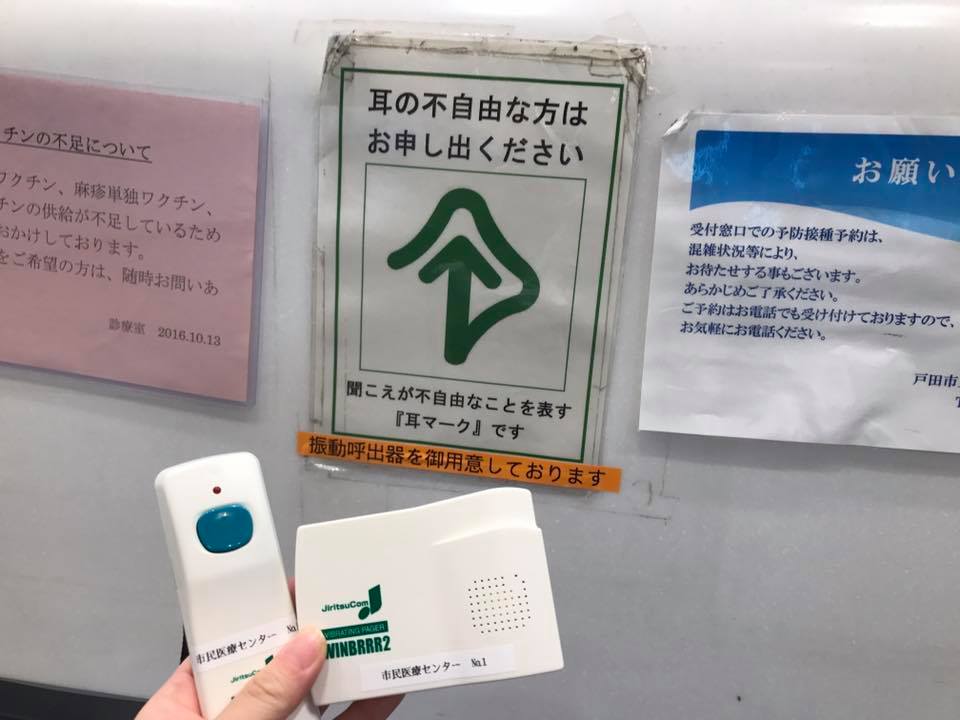 チンの不足について
ワクチン、麻疹単独ワクチン、
チンの供給が不足しているため
おかけしております。
をご希望の方は、随時お問いあ
診療室 2016.10.13
耳の不自由な方は
お申し出ください
聞こえが不自由なことを表す
『耳マーク』です
振動呼出器を御用意しております
お願い
受付窓口での予防接種予約は、
混雑状況等により、
お待たせする事もございます。
あらかじめご了承ください。
ご予約はお電話でも受け付けておりますので、
お気軽にお電話ください。
戸田市
市民医療センター No.
JiritsuCom
JiritsuCom
VIBRATING PAGER
WINBRRR2
市民医療センター No.1